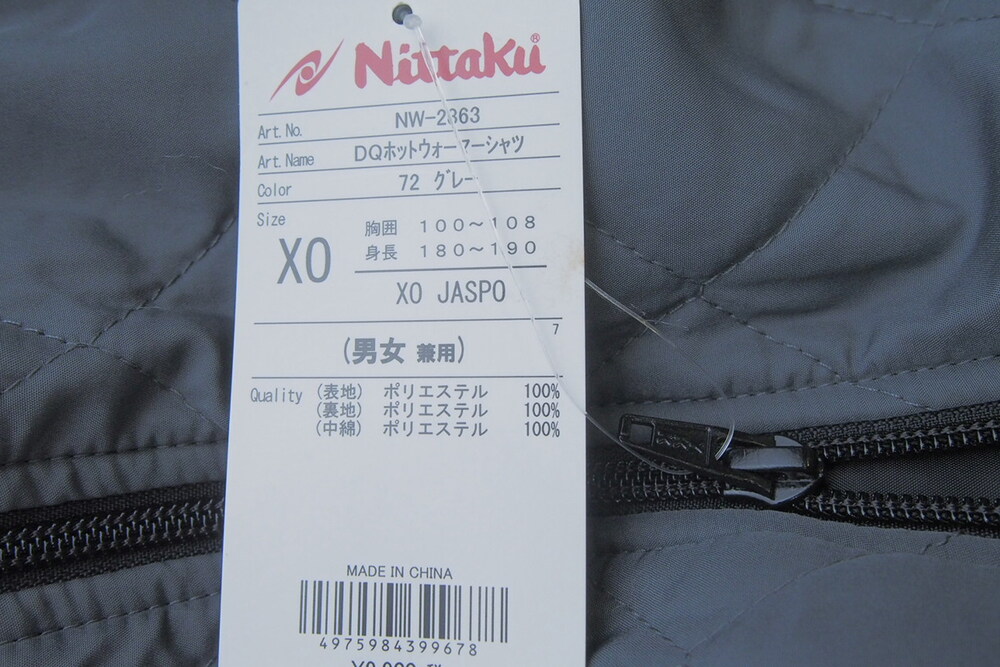 Nittaku®
Art.No. NW-2863
Art.Name DQホットウォーマーシャツ
Color 72 グレー
Size
XO
胸囲 100～108
身長 180～190
XO JASPO
7
(男女 兼用)
Quality (表地) ポリエステル 100%
(裏地) ポリエステル 100%
(中綿) ポリエステル 100%
MADE IN CHINA
4975984399678